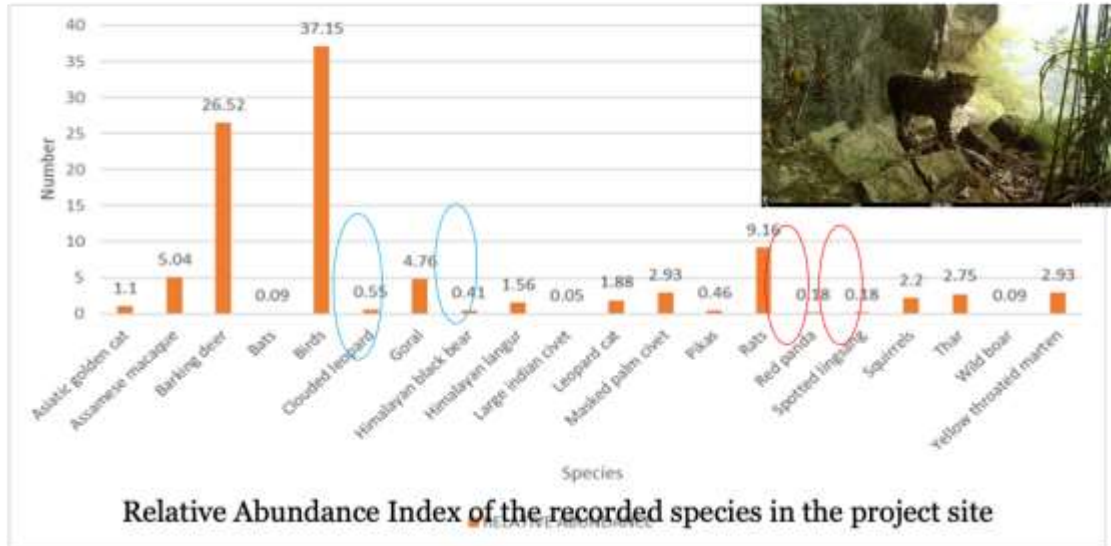 40
37.15
35
30
26.52
25
20
15
10
9.16
5.04
4.76
5
2.93
2.75
2.93
1.1
0.09
0.55
0.41
1.56
0.05
1.88
0.46
0.18
0.18
2.2
0.09
0
Number
Asiatic golden cat
Assamese macaque
Barking deer
Bats
Birds
Clouded leopard
Goral
Himalayan black bear
Himalayan langur
Large indian civet
Leopard cat
Masked palm civet
Pikas
Rats
Red panda
Spotted lingsang
Squirrels
Thar
Wild boar
Yellow throated marten
Species
Relative Abundance Index of the recorded species in the project site
RELATIVE ABUNDANCE